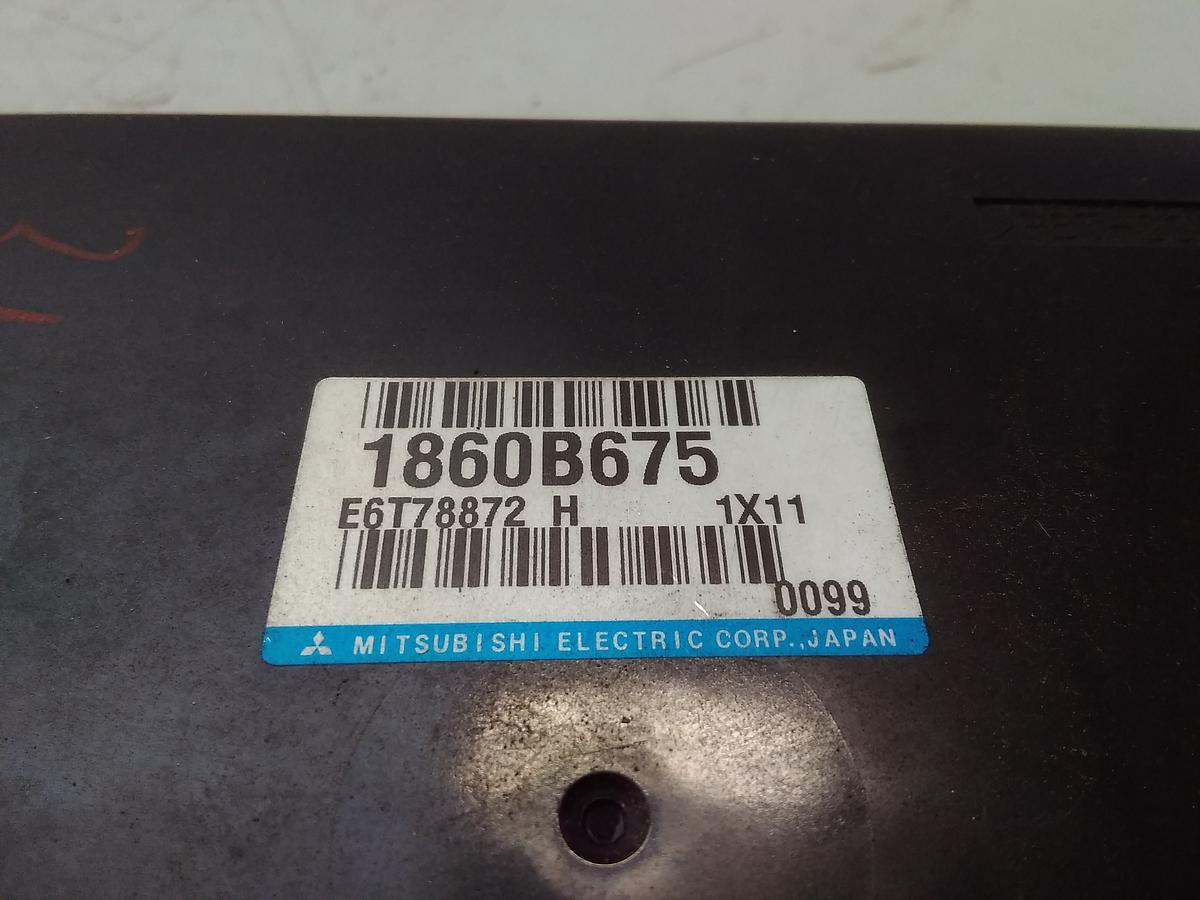 1860B675
E6T78872 H 1X11
0099
MITSUBISHI ELECTRIC CORP.,JAPAN